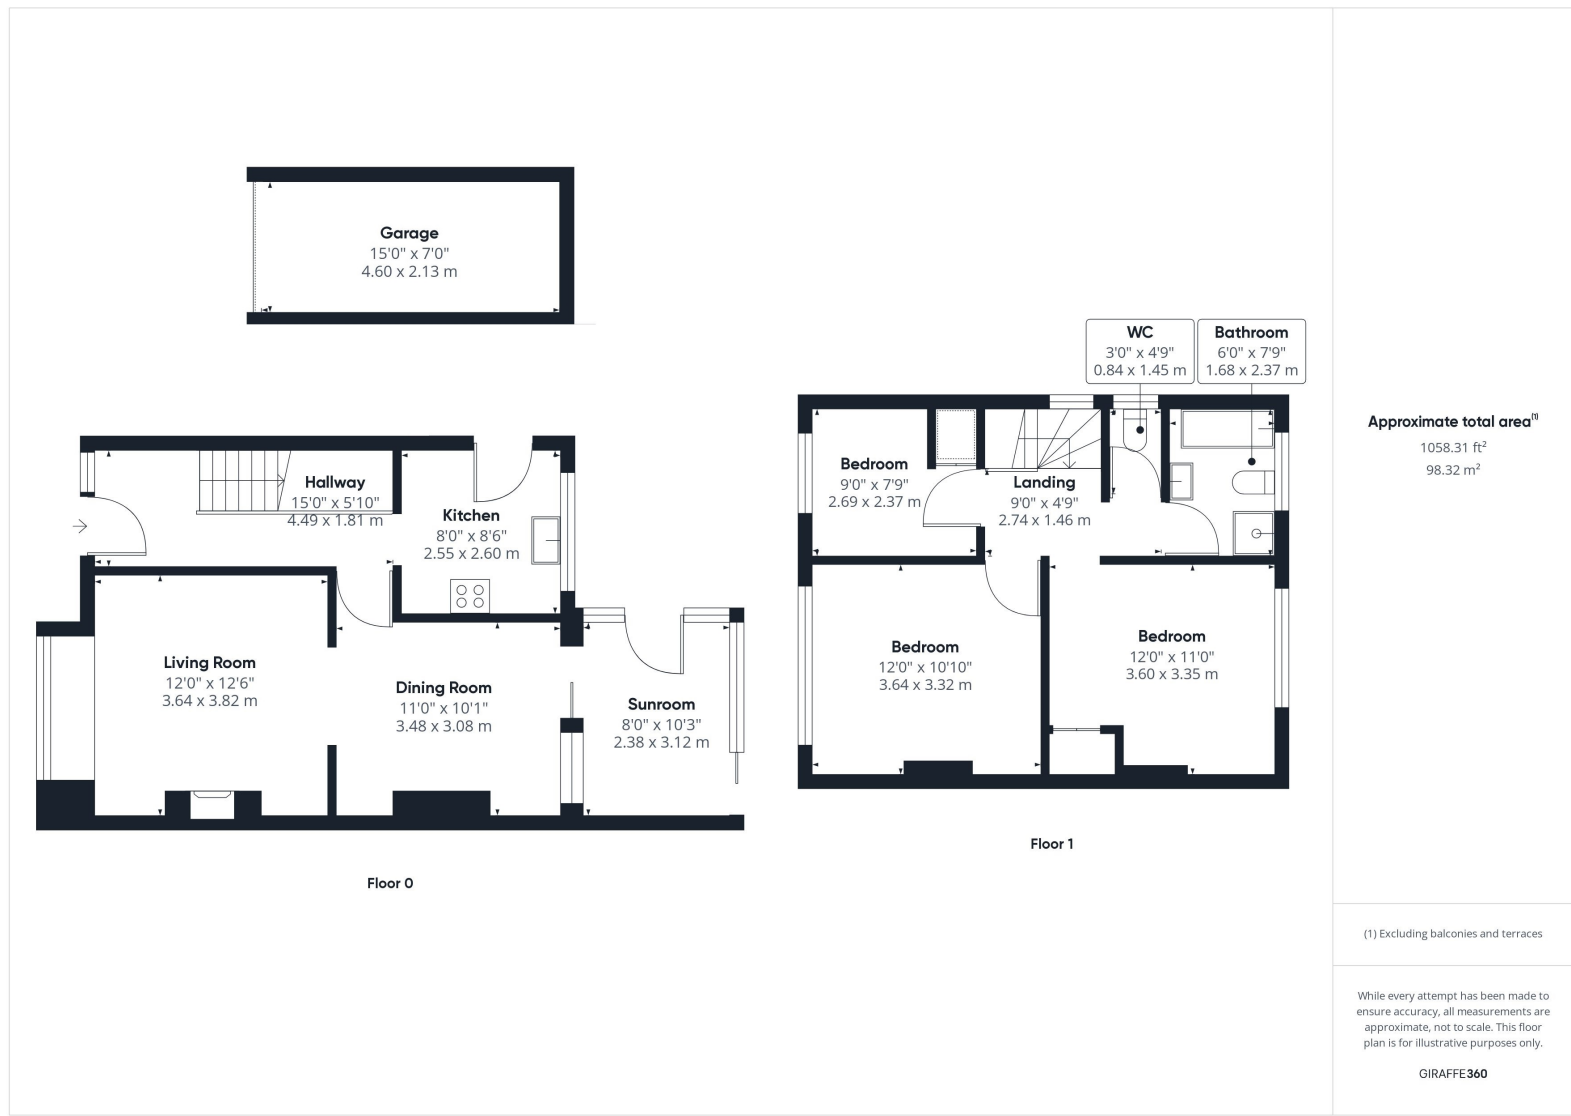 Garage
15'0" x 7'0"
4.60 x 2.13 m
Hallway
15'0" x 5'10"
4.49 x 1.81 m
Kitchen
8'0" x 8'6"
2.55 x 2.60 m
Living Room
12'0" x 12'6"
3.64 x 3.82 m
Dining Room
11'0" x 10'1"
3.48 x 3.08 m
Sunroom
8'0" x 10'3"
2.38 x 3.12 m
Floor 0
WC
3'0" x 4'9"
0.84 x 1.45 m
Bathroom
6'0" x 7'9"
1.68 x 2.37 m
Bedroom
9'0" x 7'9"
2.69 x 2.37 m
Landing
9'0" x 4'9"
2.74 x 1.46 m
Bedroom
12'0" x 10'10"
3.64 x 3.32 m
Bedroom
12'0" x 11'0"
3.60 x 3.35 m
Floor 1
Approximate total area(1)
1058.31 ft²
98.32 m²
(1) Excluding balconies and terraces
While every attempt has been made to
ensure accuracy, all measurements are
approximate, not to scale. This floor
plan is for illustrative purposes only.
GIRAFFE360